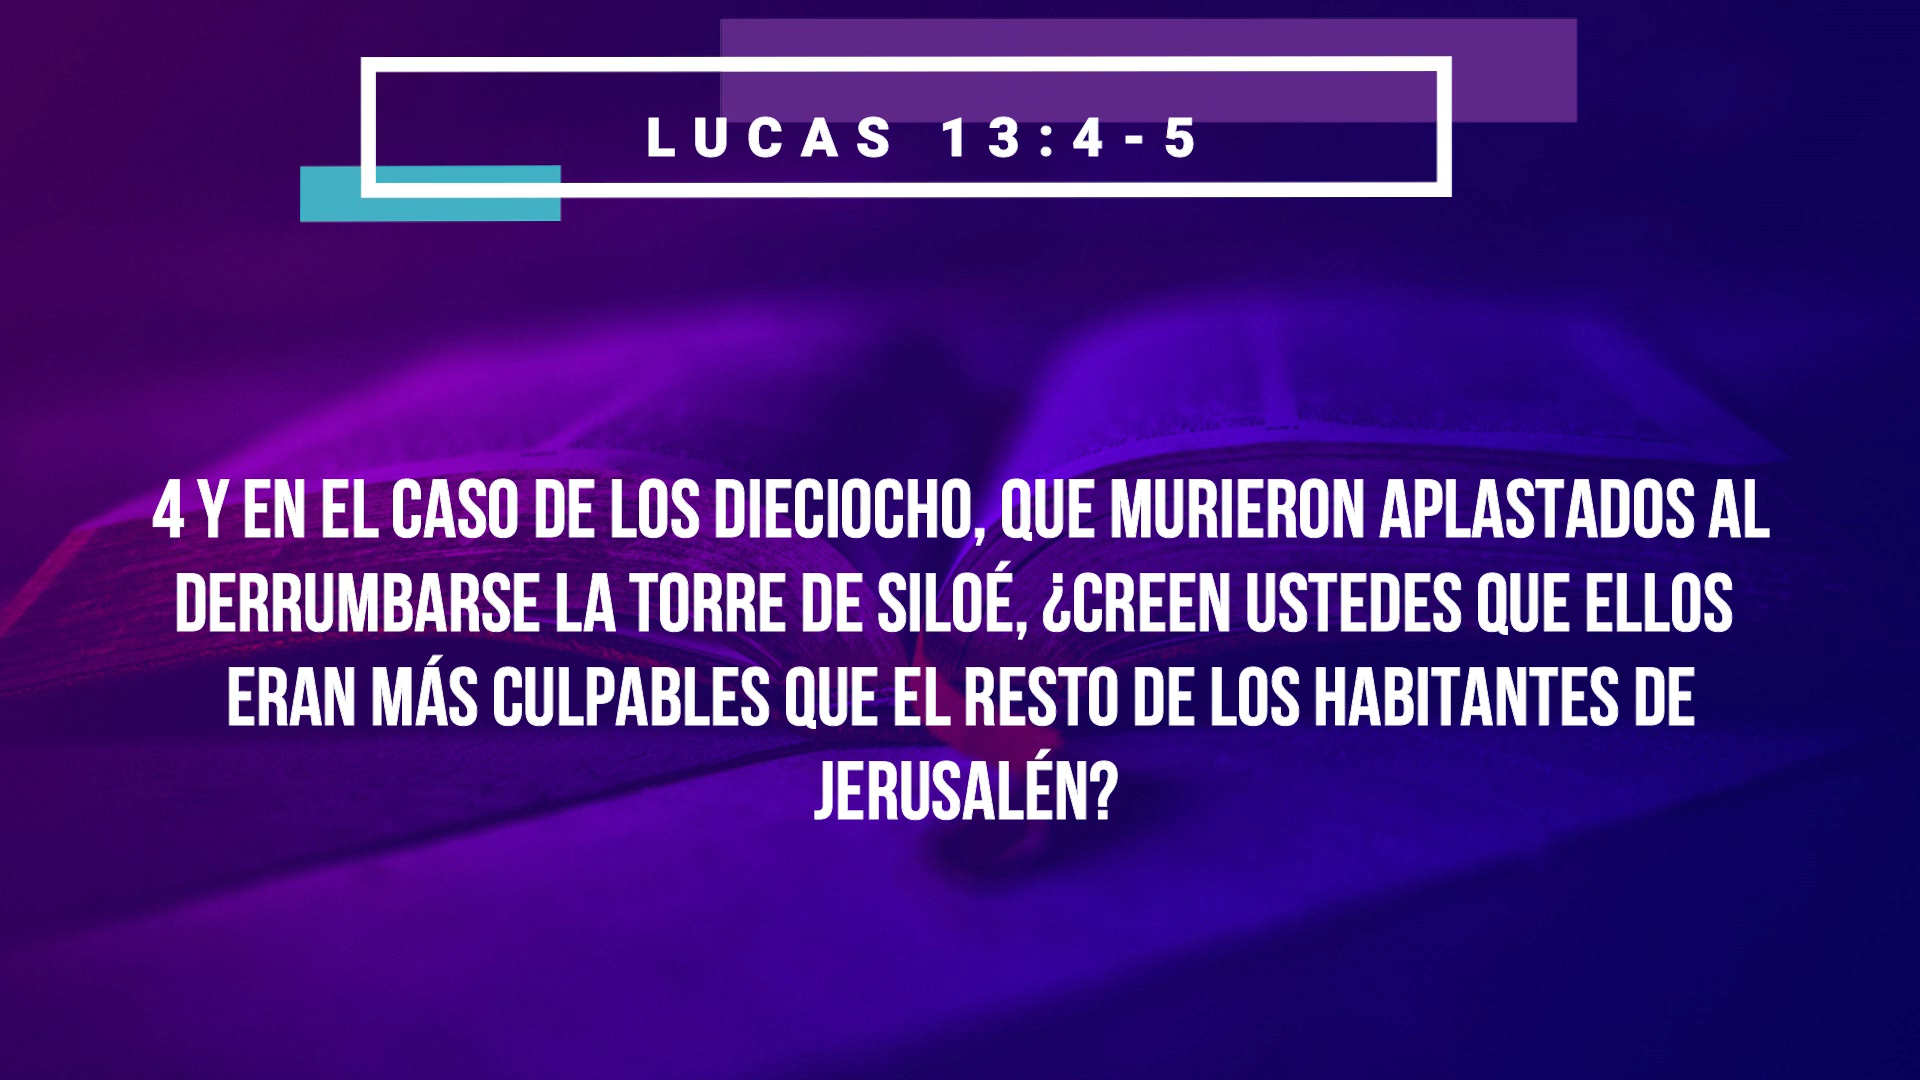 LUCAS 13:4-5
4 Y EN EL CASO DE LOS DIECIOCHO, QUE MURIERON APLASTADOS AL
DERRUMBARSE LA TORRE DE SILOÉ, ¿CREEN USTEDES QUE ELLOS
ERAN MÁS CULPABLES QUE EL RESTO DE LOS HABITANTES DE
JERUSALÉN?